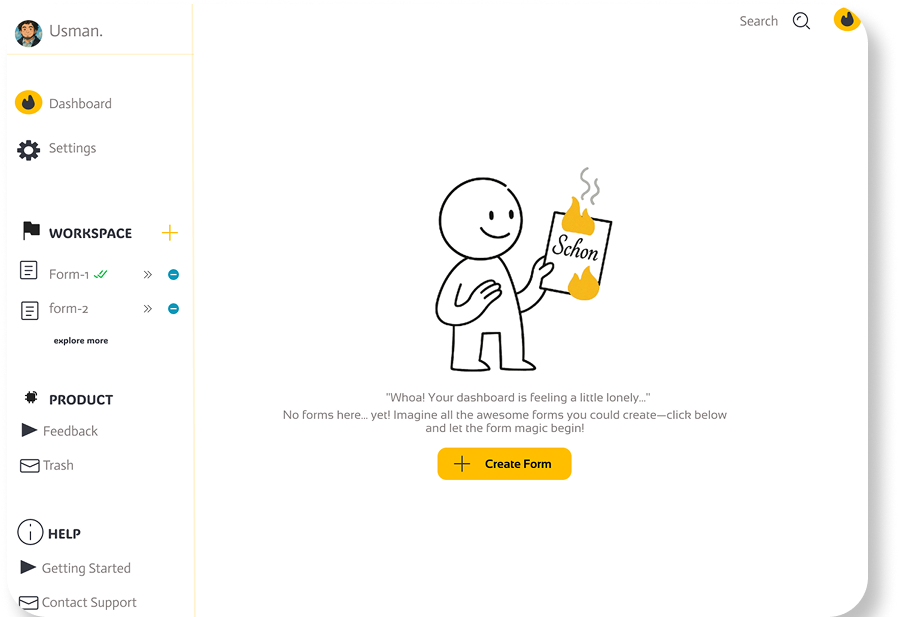 Usman.
Search
Dashboard
Settings
WORKSPACE
Form-1
form-2
explore more
PRODUCT
Feedback
Trash
HELP
Getting Started
Contact Support
Schon
"Whoa! Your dashboard is feeling a little lonely..."
No forms here... yet! Imagine all the awesome forms you could create—click below
and let the form magic begin!
Create Form